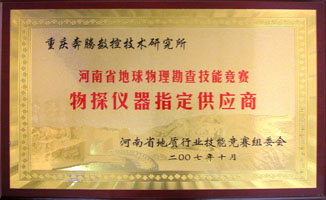 重庆奔腾数控技术研究所
河南省地球物理勘查技能竞赛
物探仪器指定供应商
河南省地质行业技能竞赛组委会
二00七年十月